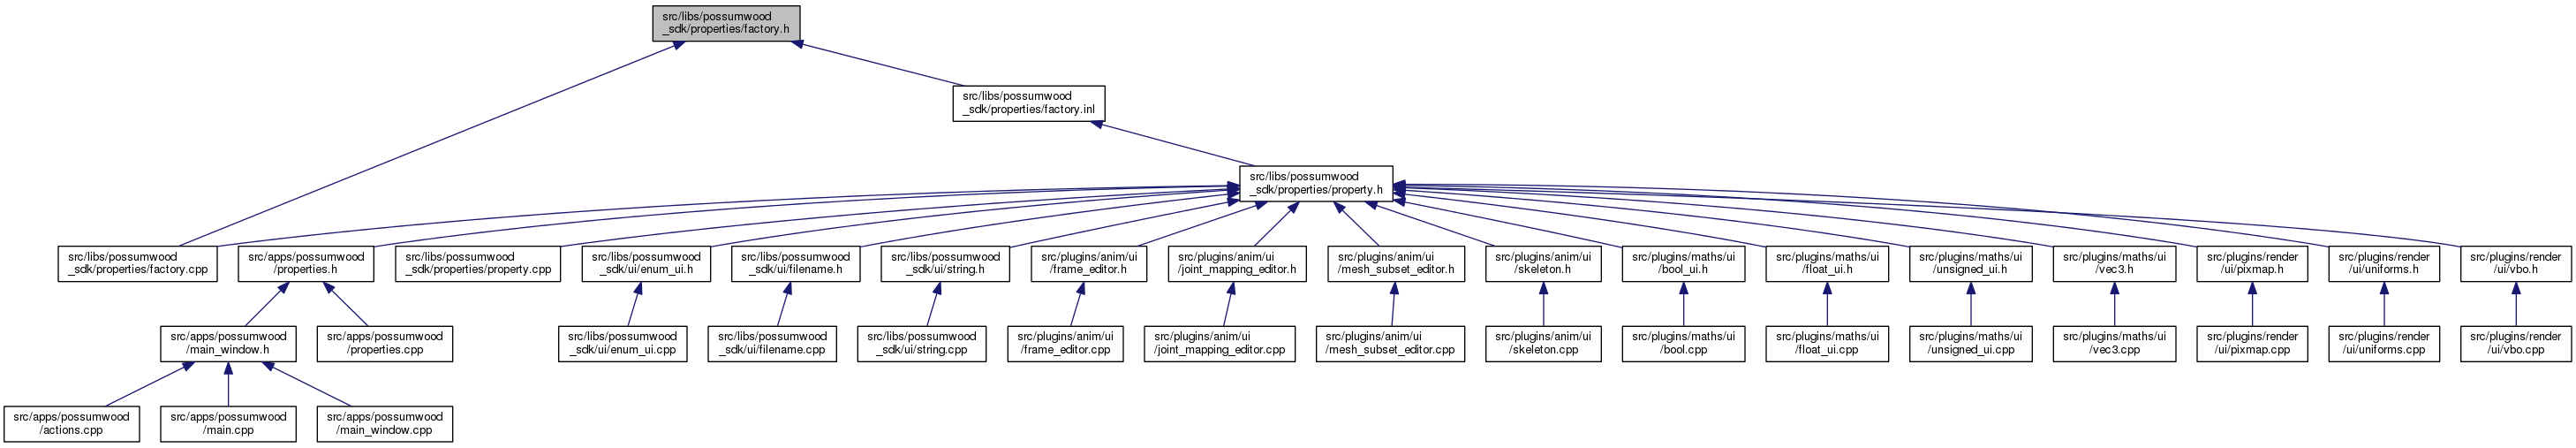 src/libs/possumwood
_sdk/properties/factory.h
src/libs/possumwood
_sdk/properties/factory.inl
src/libs/possumwood
_sdk/properties/property.h
src/libs/possumwood
_sdk/properties/factory.cpp
src/apps/possumwood
/properties.h
src/libs/possumwood
_sdk/properties/property.cpp
src/libs/possumwood
_sdk/ui/enum_ui.h
src/libs/possumwood
_sdk/ui/filename.h
src/libs/possumwood
_sdk/ui/string.h
src/plugins/anim/ui
/frame_editor.h
src/plugins/anim/ui
/joint_mapping_editor.h
src/plugins/anim/ui
/mesh_subset_editor.h
src/plugins/anim/ui
/skeleton.h
src/plugins/maths/ui
/bool_ui.h
src/plugins/maths/ui
/float_ui.h
src/plugins/maths/ui
/unsigned_ui.h
src/plugins/maths/ui
/vec3.h
src/plugins/render
/ui/pixmap.h
src/plugins/render
/ui/uniforms.h
src/plugins/render
/ui/vbo.h
src/apps/possumwood
/main_window.h
src/apps/possumwood
/properties.cpp
src/libs/possumwood
_sdk/ui/enum_ui.cpp
src/libs/possumwood
_sdk/ui/filename.cpp
src/libs/possumwood
_sdk/ui/string.cpp
src/plugins/anim/ui
/frame_editor.cpp
src/plugins/anim/ui
/joint_mapping_editor.cpp
src/plugins/anim/ui
/mesh_subset_editor.cpp
src/plugins/anim/ui
/skeleton.cpp
src/plugins/maths/ui
/bool.cpp
src/plugins/maths/ui
/float_ui.cpp
src/plugins/maths/ui
/unsigned_ui.cpp
src/plugins/maths/ui
/vec3.cpp
src/plugins/render
/ui/pixmap.cpp
src/plugins/render
/ui/uniforms.cpp
src/plugins/render
/ui/vbo.cpp
src/apps/possumwood
/actions.cpp
src/apps/possumwood
/main.cpp
src/apps/possumwood
/main_window.cpp